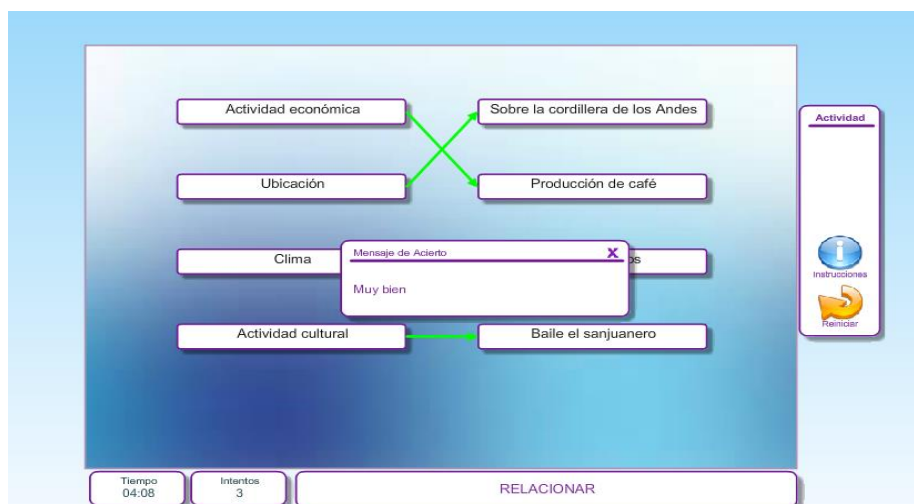 Actividad económica
Sobre la cordillera de los Andes
Actividad
Ubicación
Producción de café
Clima
Mensaje de Acierto
X
Muy bien
Instrucciones
Reiniciar
Actividad cultural
Baile el sanjuanero
Tiempo
04:08
Intentos
3
RELACIONAR